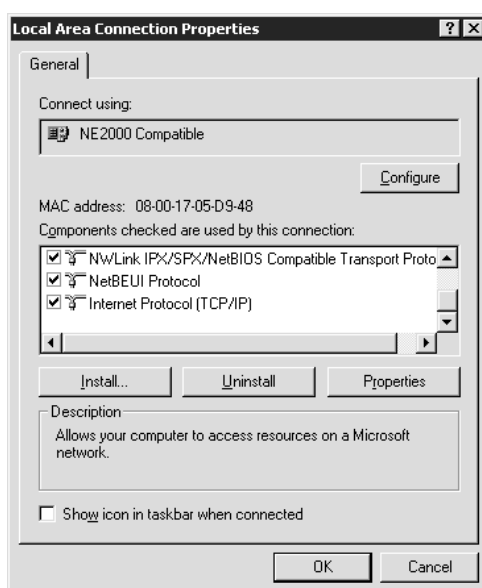 Local Area Connection Properties
General
Connect using:
NE2000 Compatible
Configure
MAC address: 08-00-17-05-D9-48
Components checked are used by this connection:
NWLink IPX/SPX/NetBIOS Compatible Transport Proto
NetBEUI Protocol
Internet Protocol (TCP/IP)
Install... Uninstall Properties
Description
Allows your computer to access resources on a Microsoft
network.
Show icon in taskbar when connected
OK Cancel